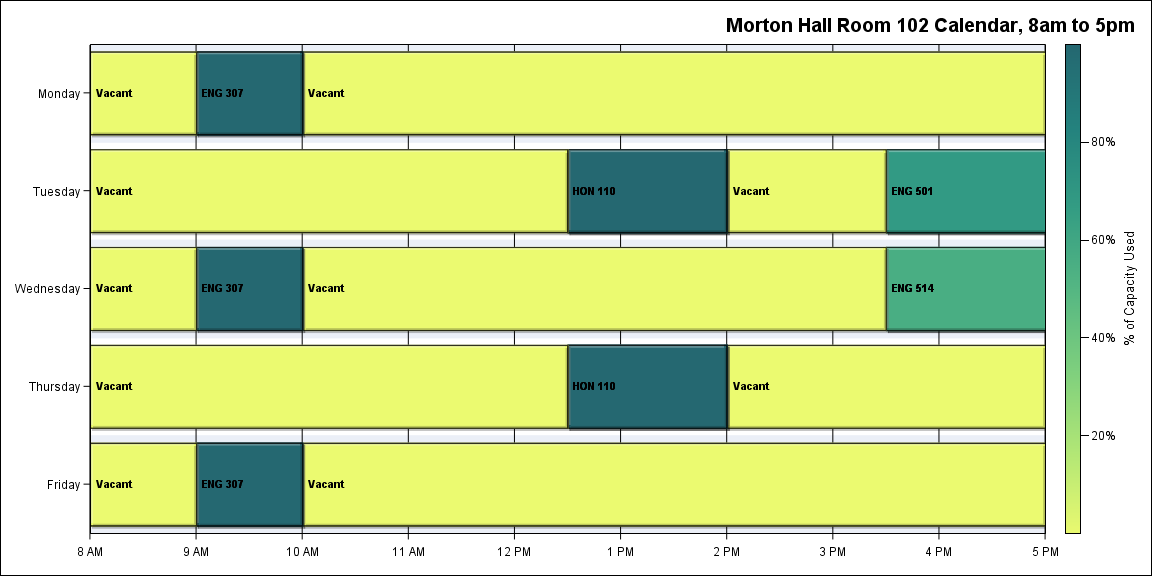 Morton Hall Room 102 Calendar, 8am to 5pm
Monday
Vacant
ENG 307
Vacant
Tuesday
Vacant
HON 110
Vacant
ENG 501
Wednesday
Vacant
ENG 307
Vacant
ENG 514
Thursday
Vacant
HON 110
Vacant
Friday
Vacant
ENG 307
Vacant
8 AM
9 AM
10 AM
11 AM
12 PM
1 PM
2 PM
3 PM
4 PM
5 PM
80%
60%
40%
20%
% of Capacity Used